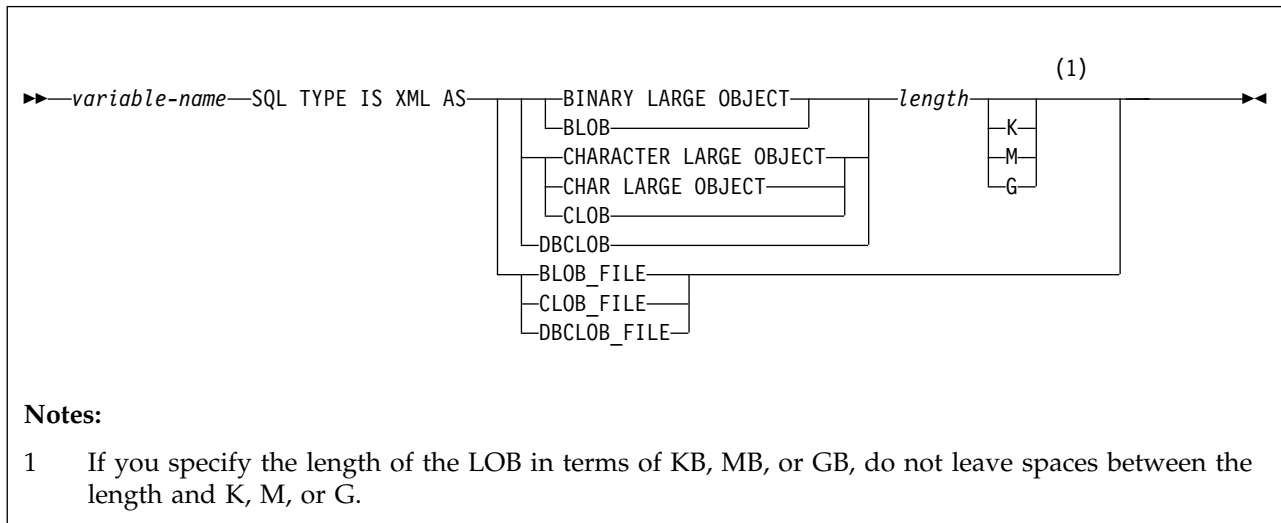 (1)
variable-name SQL TYPE IS XML AS BINARY LARGE OBJECT length
BLOB K
CHARACTER LARGE OBJECT M
CHAR LARGE OBJECT G
CLOB
DBCLOB
BLOB_FILE
CLOB_FILE
DBCLOB_FILE
Notes:
1 If you specify the length of the LOB in terms of KB, MB, or GB, do not leave spaces between the
length and K, M, or G.